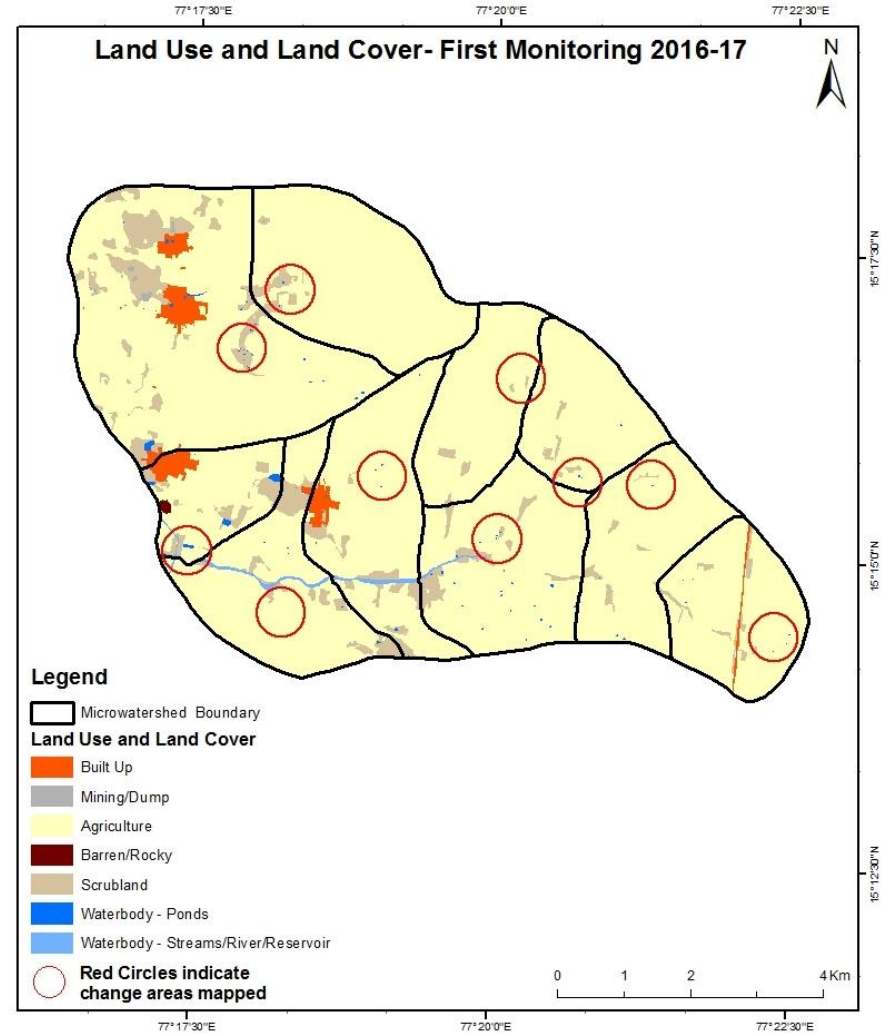 77°17'30"E 77°20'0"E 77°22'30"E
Land Use and Land Cover- First Monitoring 2016-17
N
15°17'30"N
15°15'0"N
Legend
Microwatershed Boundary
Land Use and Land Cover
Built Up
Mining/Dump
Agriculture
Barren/Rocky
Scrubland
Waterbody - Ponds
Waterbody - Streams/River/Reservoir
15°12'30"N
Red Circles indicate
change areas mapped
0 1 2 4 Km
77°17'30"E 77°20'0"E 77°22'30"E